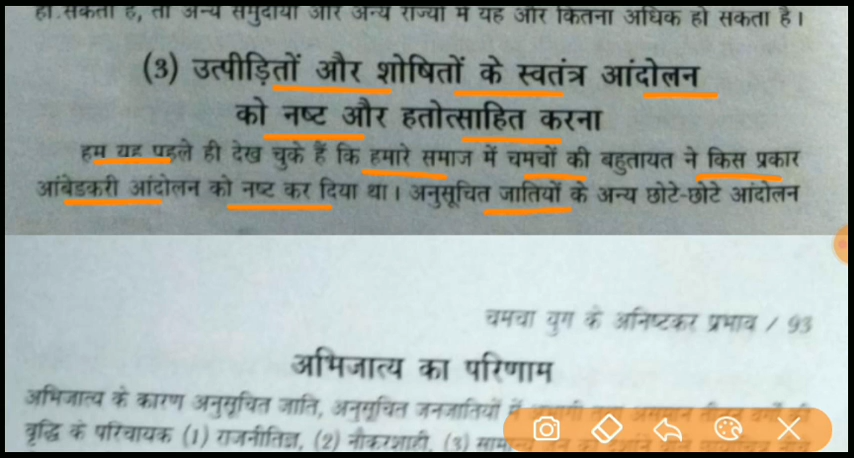 हो सकता है, तो अन्य समुदायों और अन्य राज्यों में यह और कितना अधिक हो सकता है।
(3) उत्पीड़ितों और शोषितों के स्वतंत्र आंदोलन
को नष्ट और हतोत्साहित करना
हम यह पहले ही देख चुके हैं कि हमारे समाज में चमचों की बहुतायत ने किस प्रकार
आंबेडकरी आंदोलन को नष्ट कर दिया था। अनुसूचित जातियों के अन्य छोटे-छोटे आंदोलन
चमचा युग के अनिष्टकर प्रभाव / 93
अभिजात्य का परिणाम
अभिजात्य के कारण अनुसूचित जाति, अनुसूचित जनजातियों में
वृद्धि के परिचायक (1) राजनीतिज्ञ, (2) नौकरशाही, (3)